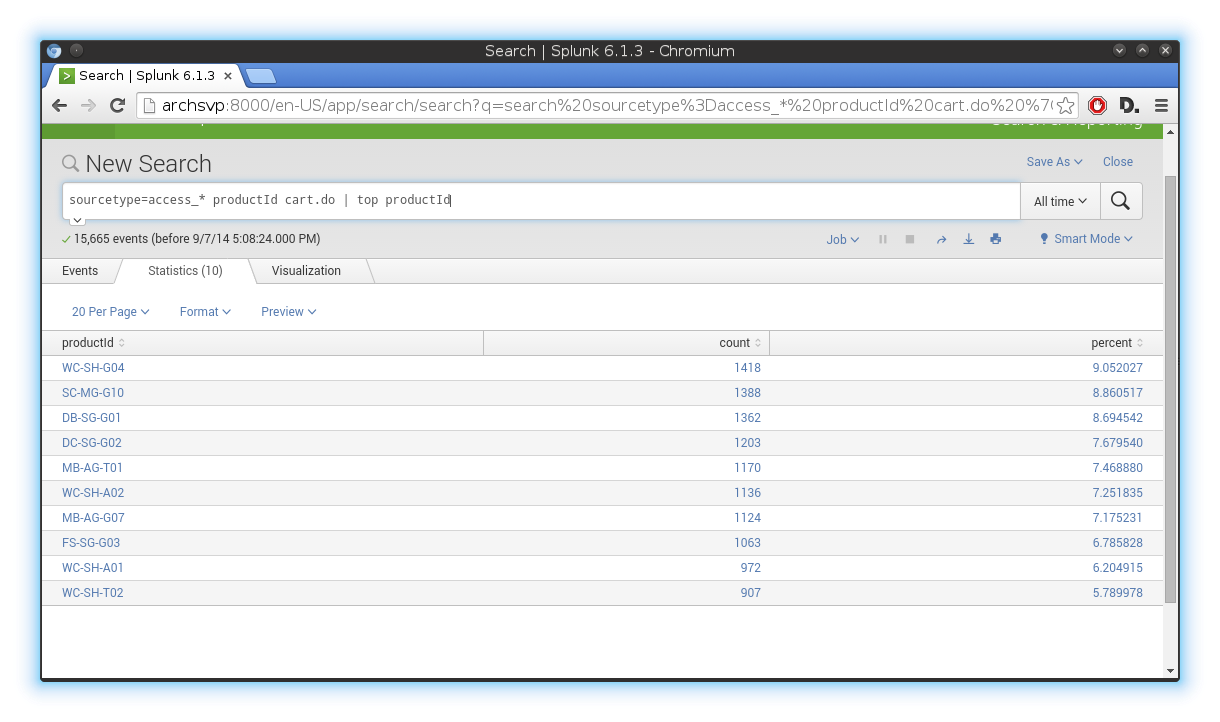 Search | Splunk 6.1.3 - Chromium
Search | Splunk 6.1.3
archsvp:8000/en-US/app/search/search?q=search%20sourcetype%3Daccess_*%20productId%20cart.do%20%7
D.
Search & Reporting
New Search
Save As Close
sourcetype=access_* productId cart.do | top productId
All time
15,665 events (before 9/7/14 5:08:24.000 PM)
Job Smart Mode
Events Statistics (10) Visualization
20 Per Page Format Preview
productId count percent
WC-SH-G04 1418 9.052027
SC-MG-G10 1388 8.860517
DB-SG-G01 1362 8.694542
DC-SG-G02 1203 7.679540
MB-AG-T01 1170 7.468880
WC-SH-A02 1136 7.251835
MB-AG-G07 1124 7.175231
FS-SG-G03 1063 6.785828
WC-SH-A01 972 6.204915
WC-SH-T02 907 5.789978